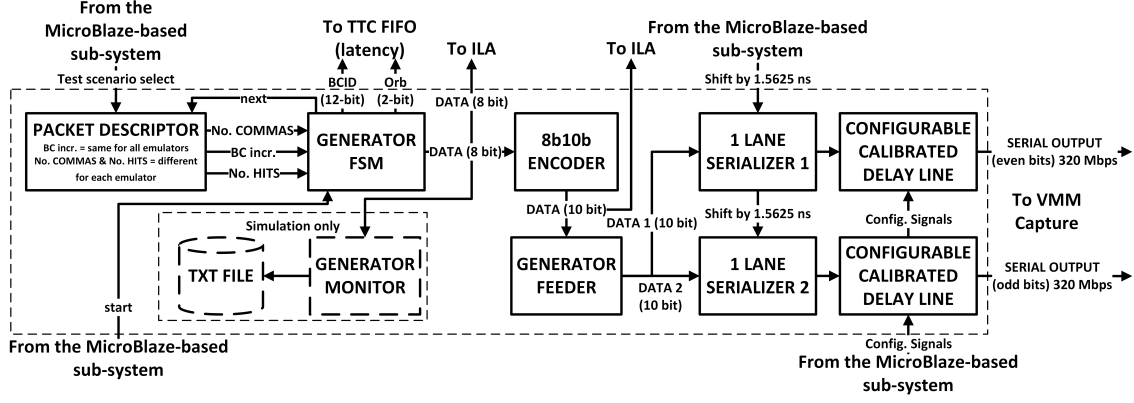 From the
MicroBlaze-based
sub-system
Test scenario select
To TTC FIFO
(latency)
BCID
(12-bit)
Orb
(2-bit)
To ILA
DATA (8 bit)
To ILA
From the MicroBlaze-based
sub-system
Shift by 1.5625 ns
next
PACKET DESCRIPTOR
BC incr. = same for all emulators
No. COMMAS & No. HITS = different
for each emulator
No. COMMAS
BC incr.
No. HITS
GENERATOR
FSM
DATA (8 bit)
8b10b
ENCODER
1 LANE
SERIALIZER 1
CONFIGURABLE
CALIBRATED
DELAY LINE
SERIAL OUTPUT
(even bits) 320 Mbps
DATA (10 bit)
DATA 1 (10 bit)
Shift by 1.5625 ns
Config. Signals
To VMM
Capture
Simulation only
TXT FILE
GENERATOR
MONITOR
GENERATOR
FEEDER
DATA 2
(10 bit)
1 LANE
SERIALIZER 2
CONFIGURABLE
CALIBRATED
DELAY LINE
SERIAL OUTPUT
(odd bits) 320 Mbps
start
From the MicroBlaze-based
sub-system
Config. Signals
From the MicroBlaze-based
sub-system